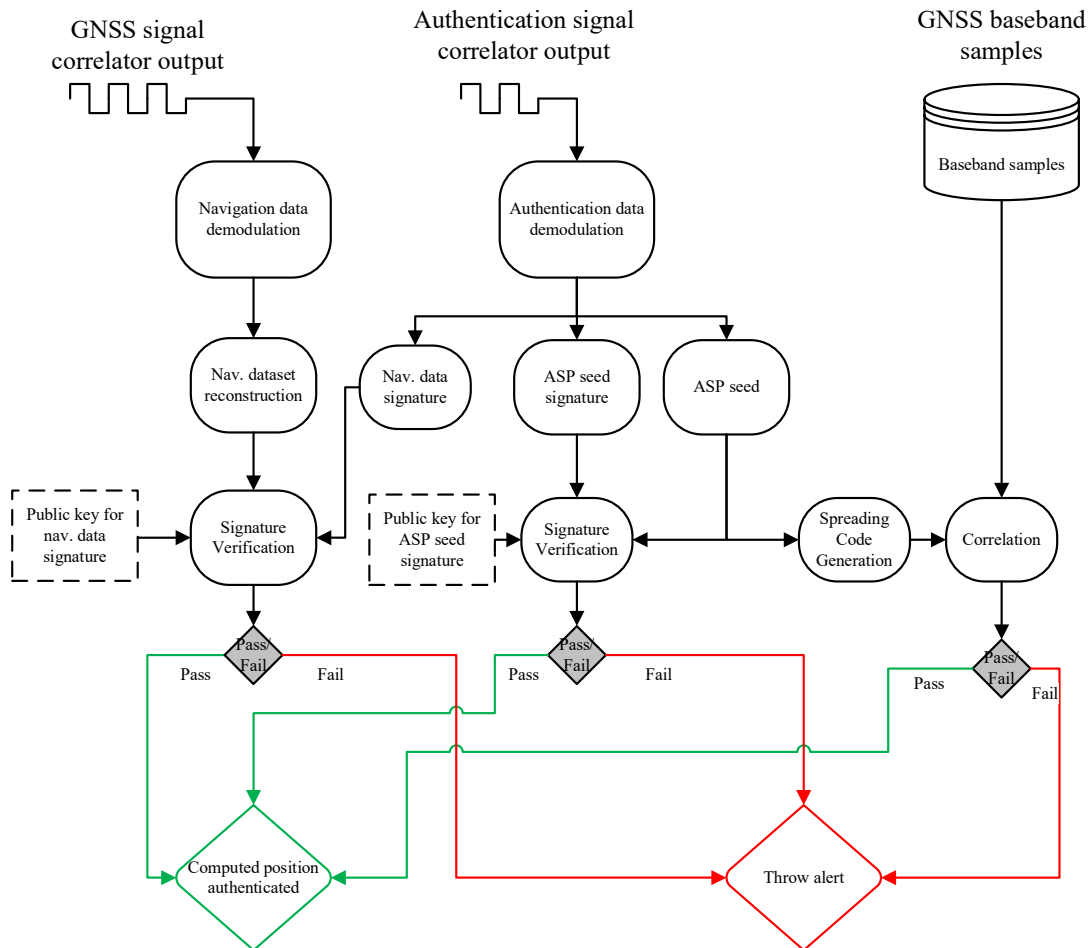 GNSS signal
correlator output
Authentication signal
correlator output
GNSS baseband
samples
Baseband samples
Navigation data
demodulation
Authentication data
demodulation
Nav. dataset
reconstruction
Nav. data
signature
ASP seed
signature
ASP seed
Public key for
nav. data
signature
Signature
Verification
Public key for
ASP seed
signature
Signature
Verification
Spreading
Code
Generation
Correlation
Pass/
Fail
Pass
Fail
Pass/
Fail
Pass
Fail
Pass/
Fail
Pass
Fail
Computed position
authenticated
Throw alert